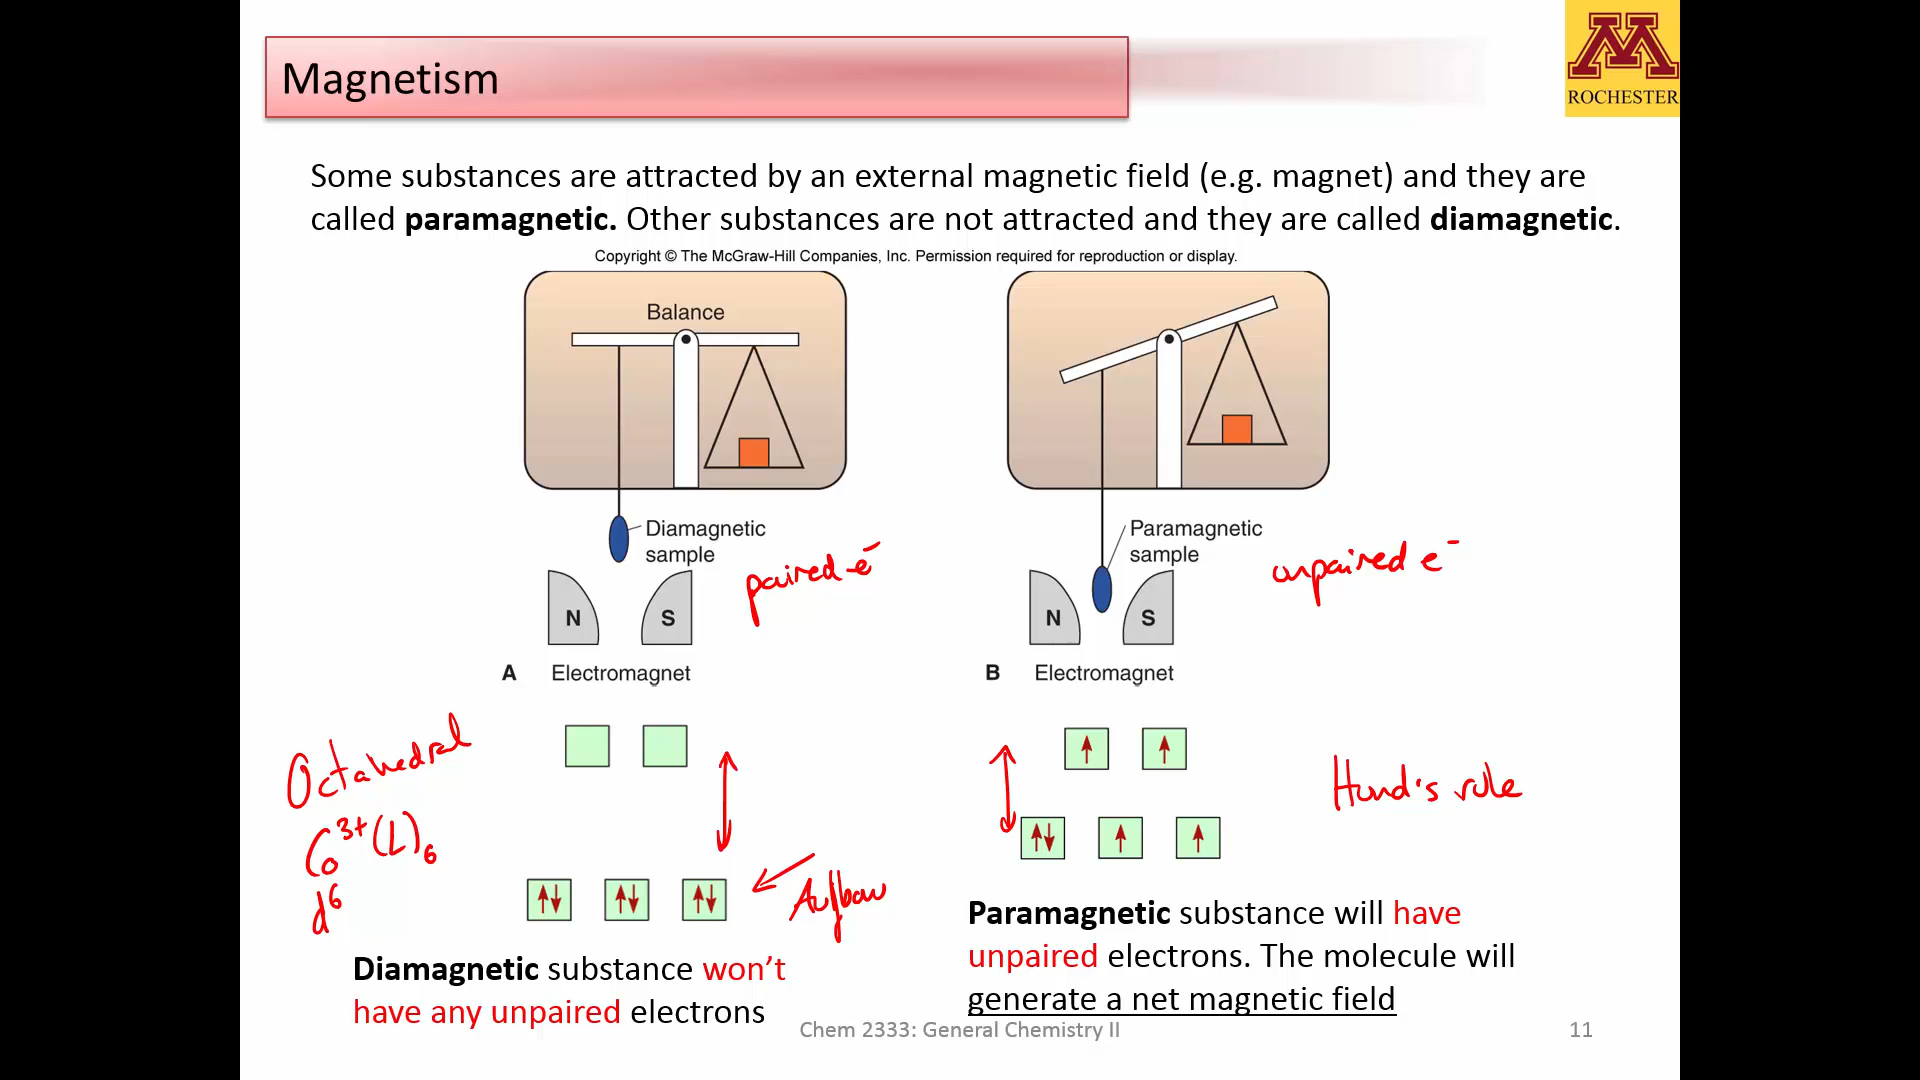 Magnetism
M
ROCHESTER
Some substances are attracted by an external magnetic field (e.g. magnet) and they are
called paramagnetic. Other substances are not attracted and they are called diamagnetic.
Copyright © The McGraw-Hill Companies, Inc. Permission required for reproduction or display.
Balance
Diamagnetic
sample
paired e⁻
N
S
A
Electromagnet
Paramagnetic
sample
unpaired e⁻
N
S
B
Electromagnet
Octahedral
Co³⁺(L)₆
d⁶
Aufbau
Hund's rule
Diamagnetic substance won't
have any unpaired electrons
Paramagnetic substance will have
unpaired electrons. The molecule will
generate a net magnetic field
Chem 2333: General Chemistry II
11